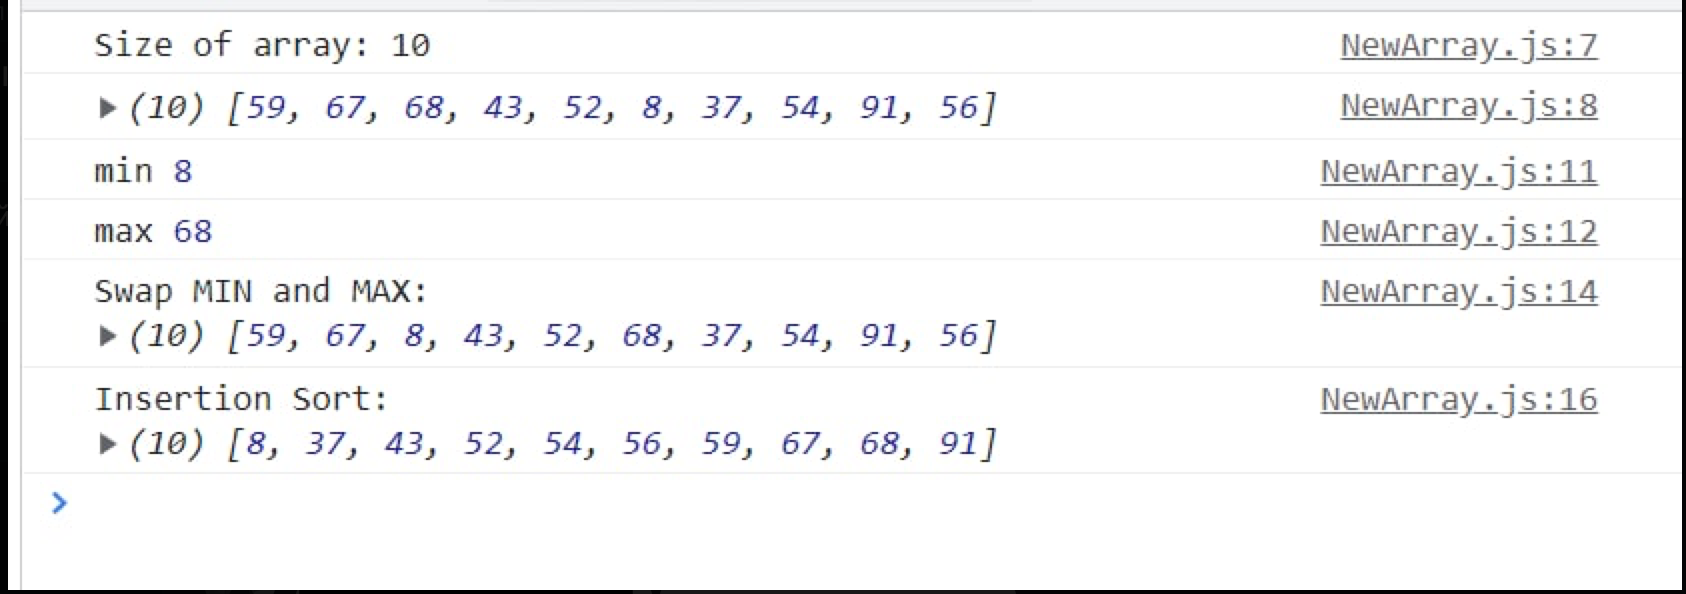 Size of array: 10 NewArray.js:7
▶ (10) [59, 67, 68, 43, 52, 8, 37, 54, 91, 56] NewArray.js:8
min 8 NewArray.js:11
max 68 NewArray.js:12
Swap MIN and MAX: NewArray.js:14
▶ (10) [59, 67, 8, 43, 52, 68, 37, 54, 91, 56]
Insertion Sort: NewArray.js:16
▶ (10) [8, 37, 43, 52, 54, 56, 59, 67, 68, 91]
>